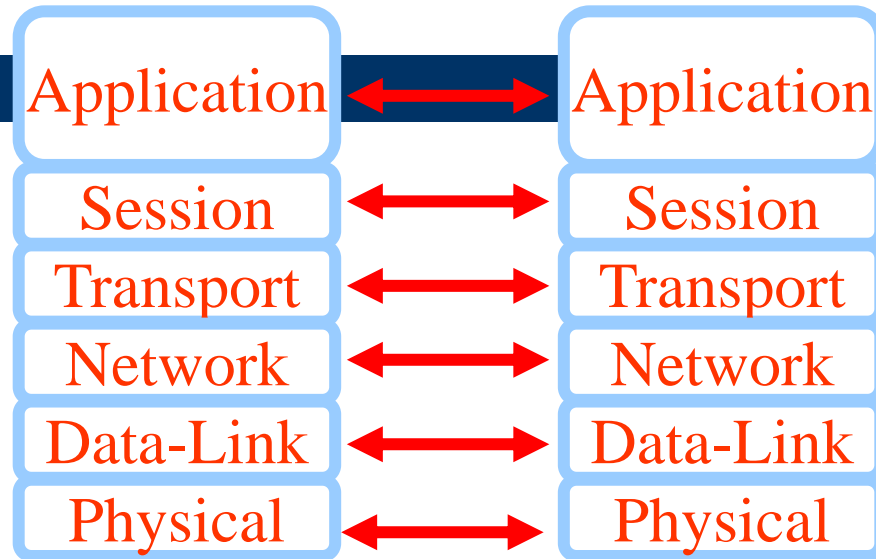 Application Application
Session Session
Transport Transport
Network Network
Data-Link Data-Link
Physical Physical